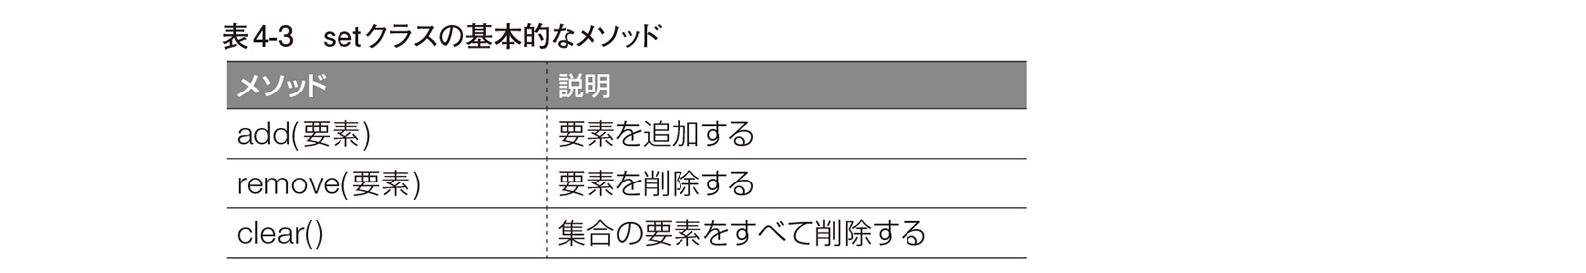 表4-3　setクラスの基本的なメソッド
メソッド　説明
add(要素)　要素を追加する
remove(要素)　要素を削除する
clear()　集合の要素をすべて削除する